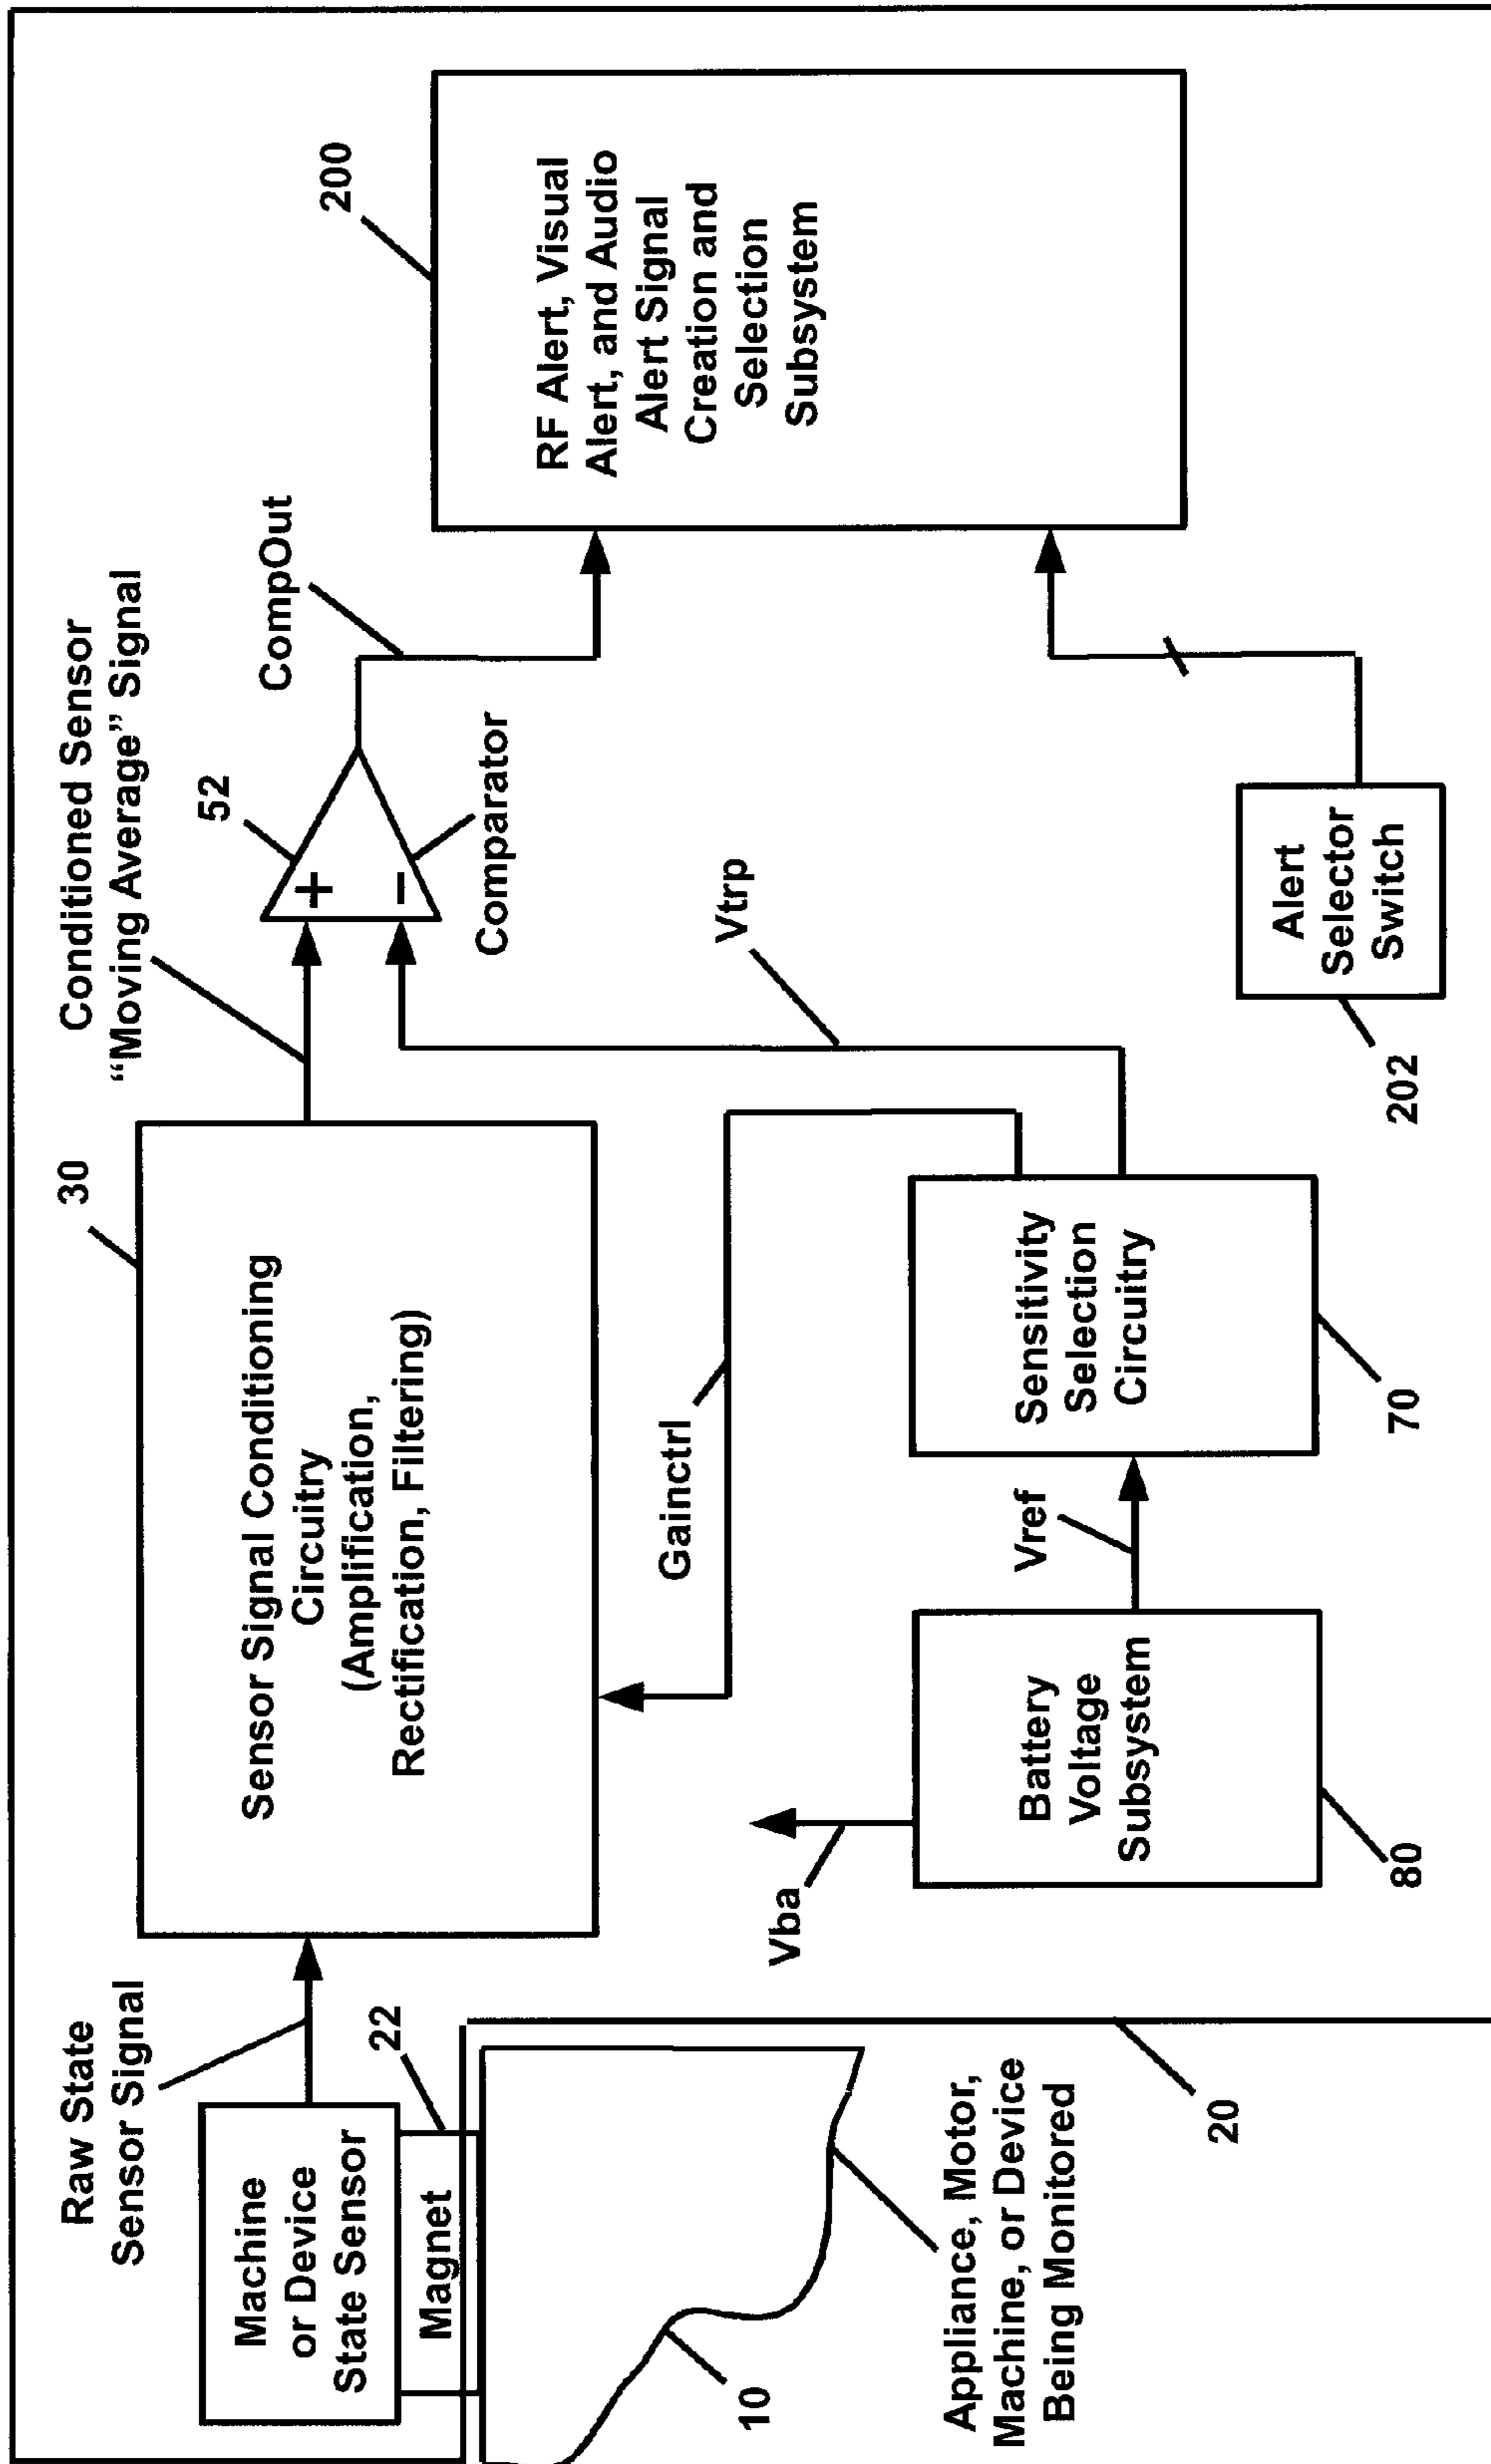 Raw State
Sensor Signal
Machine
or Device
State Sensor
Magnet
22
10
Appliance, Motor,
Machine, or Device
Being Monitored
20
30
Sensor Signal Conditioning
Circuitry
(Amplification,
Rectification, Filtering)
Conditioned Sensor
“Moving Average” Signal
52
+
−
Comparator
CompOut
200
RF Alert, Visual
Alert, and Audio
Alert Signal
Creation and
Selection
Subsystem
Gainctrl
Vtrp
Vba
Battery
Voltage
Subsystem
80
Vref
Sensitivity
Selection
Circuitry
70
Alert
Selector
Switch
202